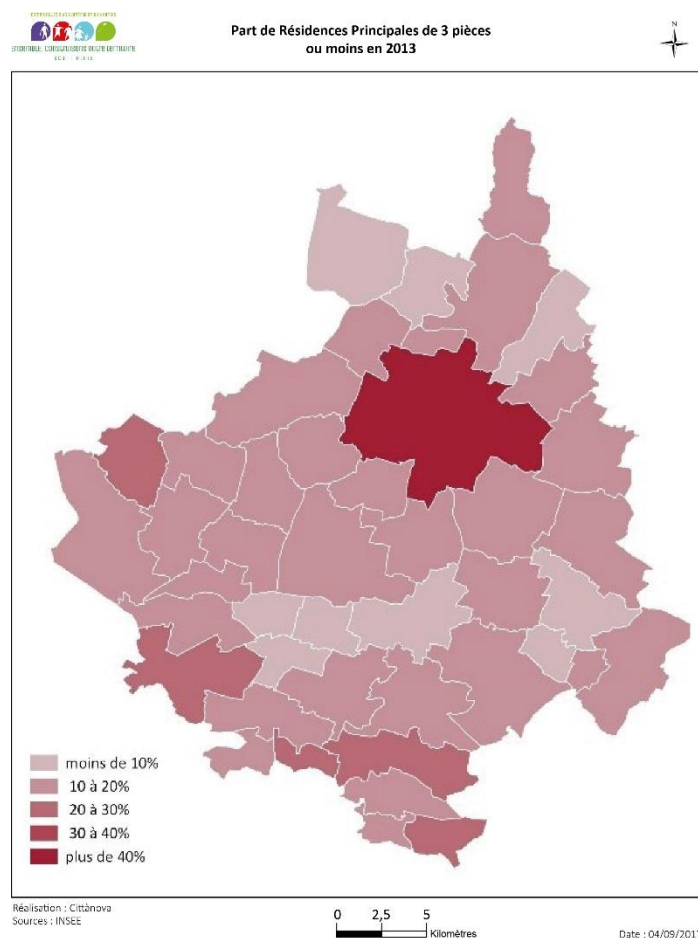 Part de Résidences Principales de 3 pièces
ou moins en 2013
N
moins de 10%
10 à 20%
20 à 30%
30 à 40%
plus de 40%
Réalisation : Cittànova
Sources : INSEE
0 2,5 5
Kilomètres
Date : 04/09/201